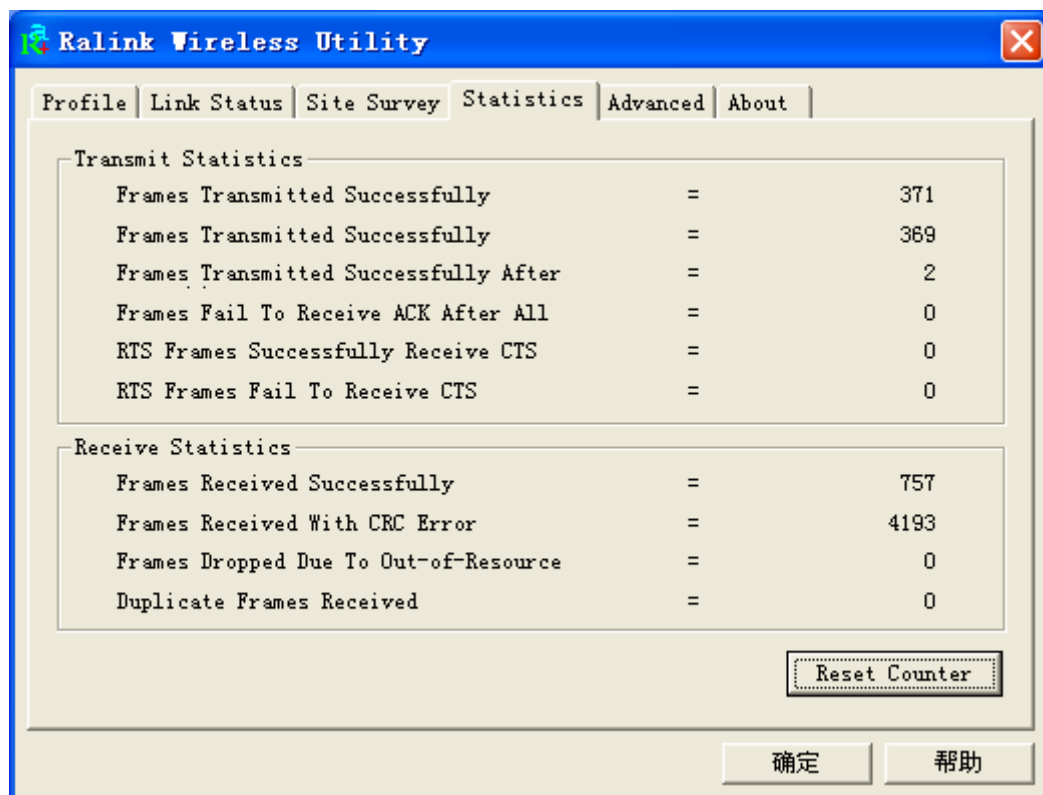 Ralink Wireless Utility
Profile Link Status Site Survey Statistics Advanced About
Transmit Statistics
Frames Transmitted Successfully = 371
Frames Transmitted Successfully = 369
Frames Transmitted Successfully After = 2
Frames Fail To Receive ACK After All = 0
RTS Frames Successfully Receive CTS = 0
RTS Frames Fail To Receive CTS = 0
Receive Statistics
Frames Received Successfully = 757
Frames Received With CRC Error = 4193
Frames Dropped Due To Out-of-Resource = 0
Duplicate Frames Received = 0
Reset Counter
确定 帮助